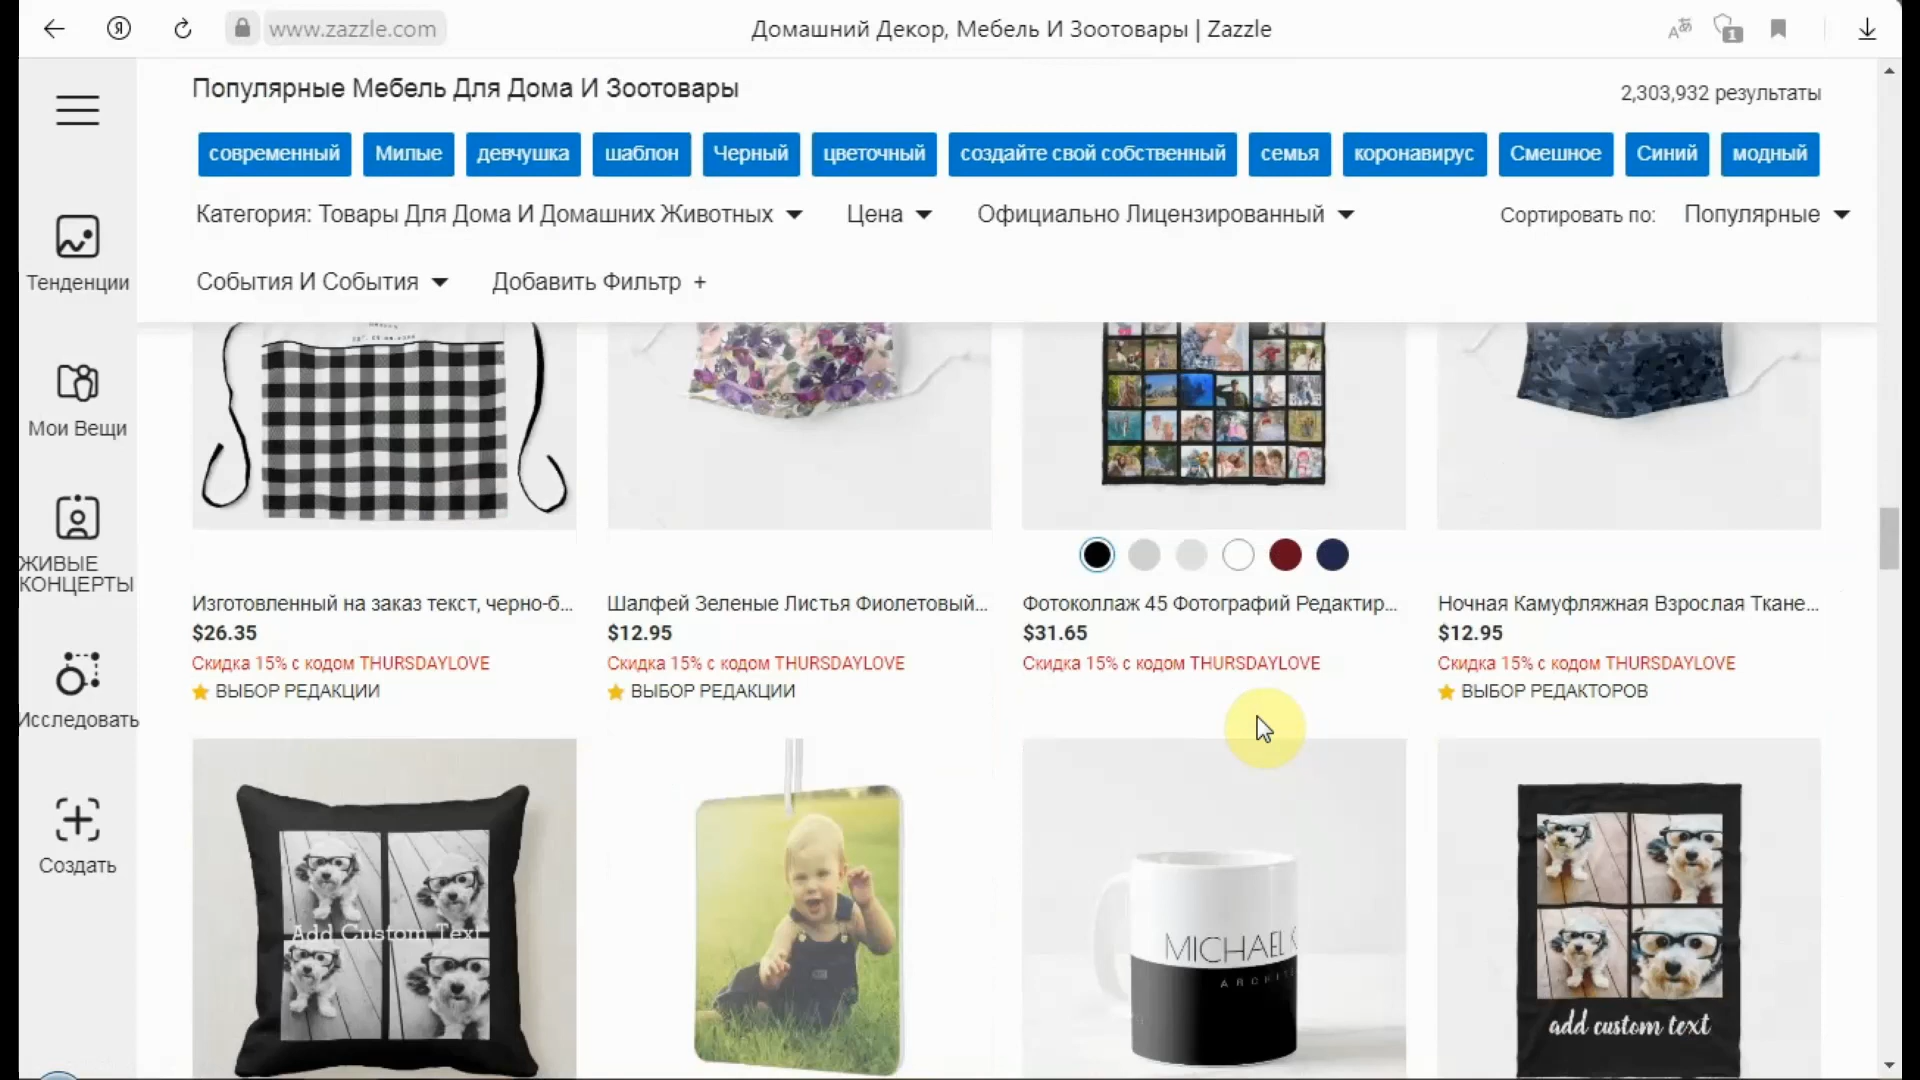 www.zazzle.com
Домашний Декор, Мебель И Зоотовары | Zazzle
1
Популярные Мебель Для Дома И Зоотовары
2,303,932 результаты
современный Милые девчушка шаблон Черный цветочный создайте свой собственный семья коронавирус Смешное Синий модный
Категория: Товары Для Дома И Домашних Животных Цена Официально Лицензированный Сортировать по: Популярные
События И События Добавить Фильтр +
Тенденции
Мои Вещи
ЖИВЫЕ
КОНЦЕРТЫ
Исследовать
Создать
Изготовленный на заказ текст, черно-б...
$26.35
Скидка 15% с кодом THURSDAYLOVE
ВЫБОР РЕДАКЦИИ
Шалфей Зеленые Листья Фиолетовый...
$12.95
Скидка 15% с кодом THURSDAYLOVE
ВЫБОР РЕДАКЦИИ
Фотоколлаж 45 Фотографий Редактир...
$31.65
Скидка 15% с кодом THURSDAYLOVE
Ночная Камуфляжная Взрослая Ткане...
$12.95
Скидка 15% с кодом THURSDAYLOVE
ВЫБОР РЕДАКТОРОВ
Add Custom Text
MICHAEL
ARCHIT
add custom text